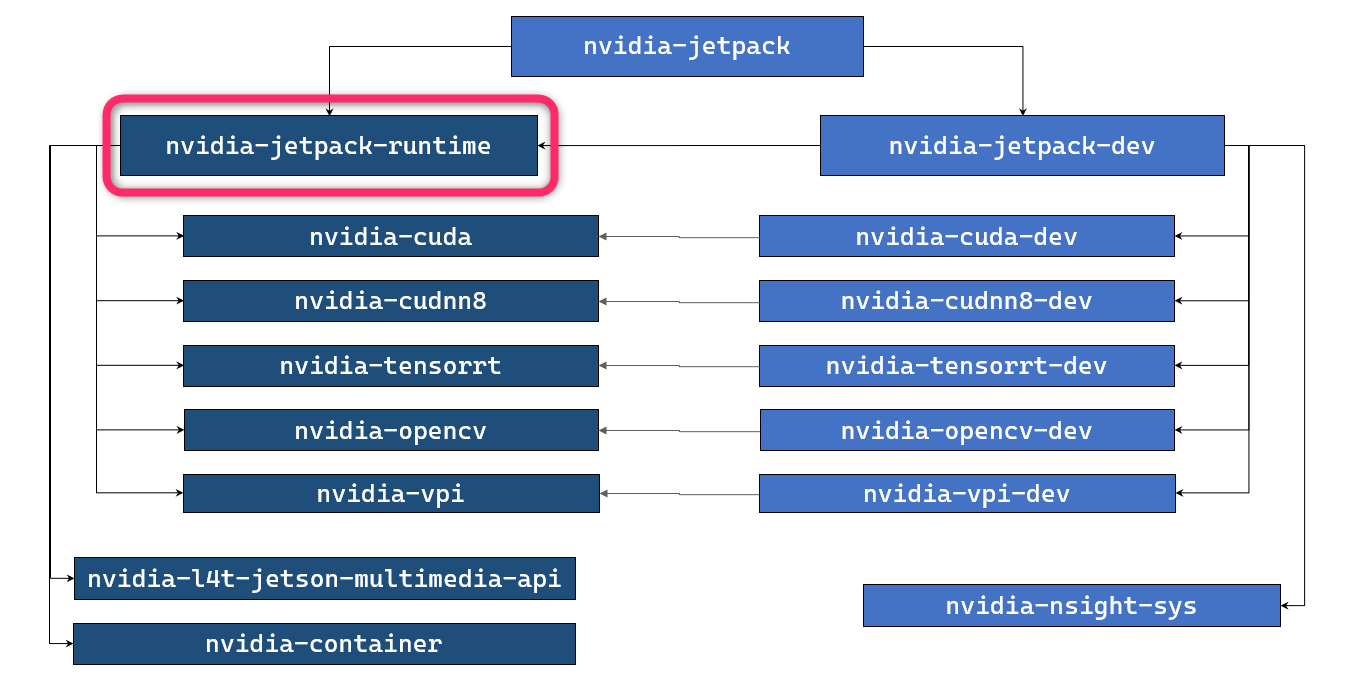 nvidia-jetpack
nvidia-jetpack-runtime
nvidia-jetpack-dev
nvidia-cuda
nvidia-cuda-dev
nvidia-cudnn8
nvidia-cudnn8-dev
nvidia-tensorrt
nvidia-tensorrt-dev
nvidia-opencv
nvidia-opencv-dev
nvidia-vpi
nvidia-vpi-dev
nvidia-l4t-jetson-multimedia-api
nvidia-nsight-sys
nvidia-container